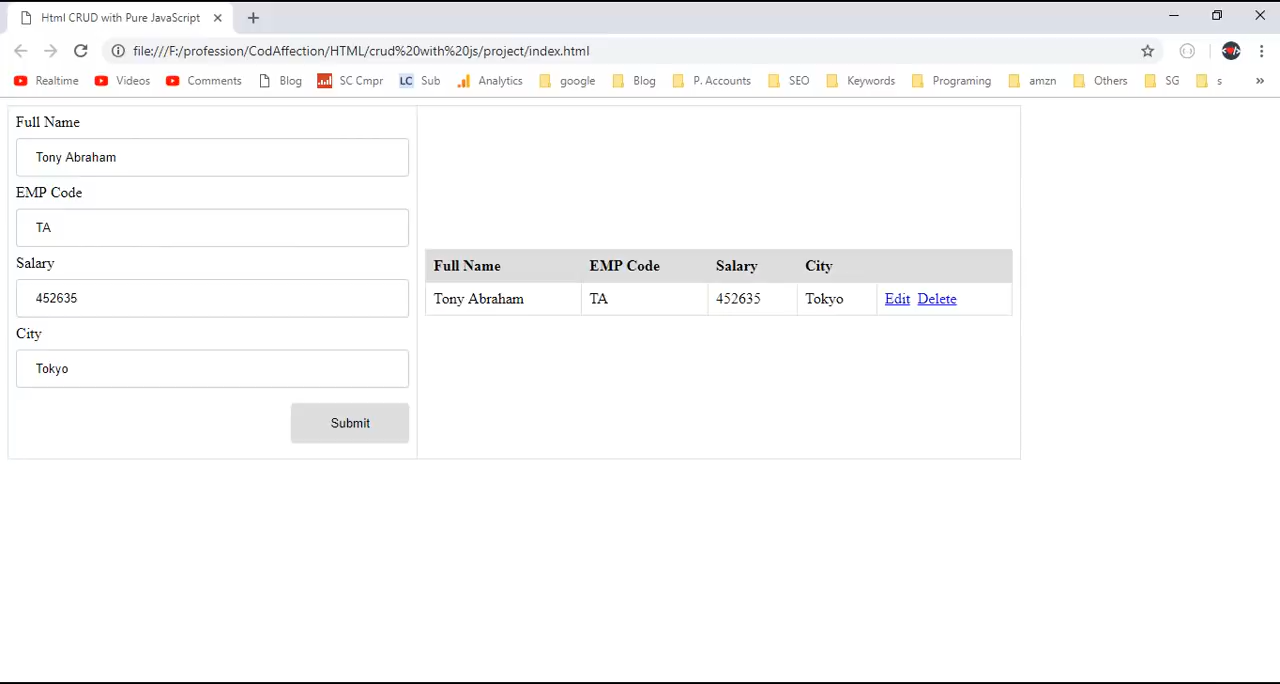 Html CRUD with Pure JavaScript
file:///F:/profession/CodAffection/HTML/crud%20with%20js/project/index.html
Realtime Videos Comments Blog SC Cmpr LC Sub Analytics google Blog P. Accounts SEO Keywords Programing amzn Others SG s »
Full Name
Tony Abraham
EMP Code
TA
Salary
452635
City
Tokyo
Submit
Full Name EMP Code Salary City
Tony Abraham TA 452635 Tokyo Edit Delete